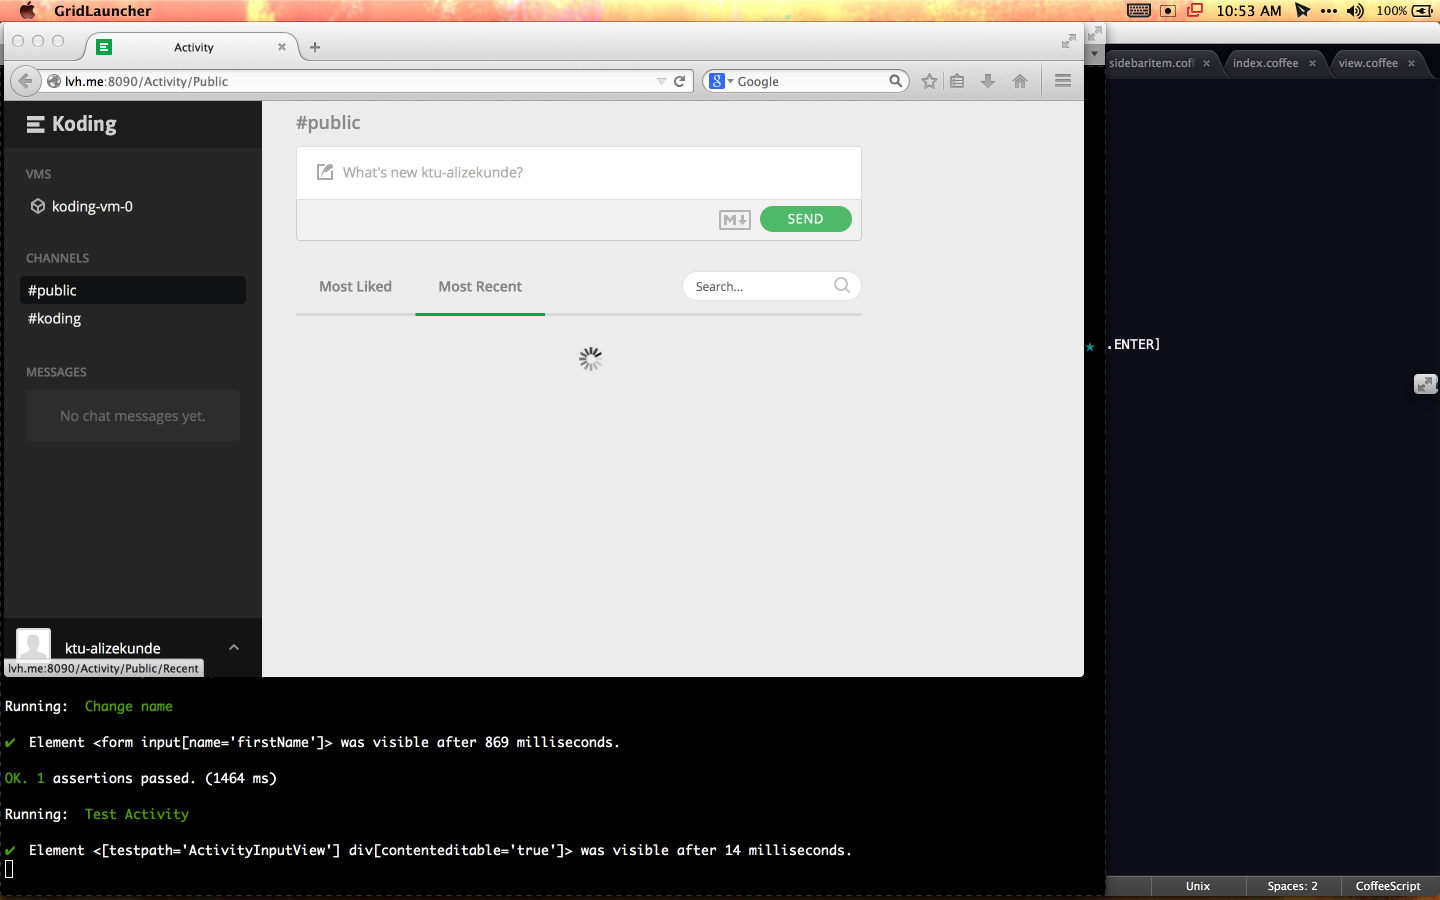 GridLauncher
10:53 AM
100%
Activity
sidebaritem.coff
index.coffee
view.coffee
lvh.me:8090/Activity/Public
Google
Koding
#public
VMS
What's new ktu-alizekunde?
koding-vm-0
M
SEND
CHANNELS
#public
Most Liked
Most Recent
Search...
#koding
.ENTER]
MESSAGES
No chat messages yet.
ktu-alizekunde
lvh.me:8090/Activity/Public/Recent
Running: Change name
✔ Element <form input[name='firstName']> was visible after 869 milliseconds.
OK. 1 assertions passed. (1464 ms)
Running: Test Activity
✔ Element <[testpath='ActivityInputView'] div[contenteditable='true']> was visible after 14 milliseconds.
Unix
Spaces: 2
CoffeeScript